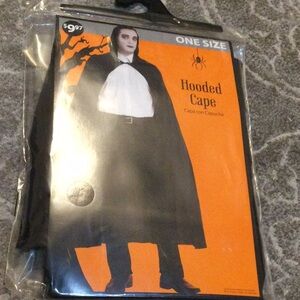 $9.97
ONE SIZE
Hooded
Cape
Capa con Capucha